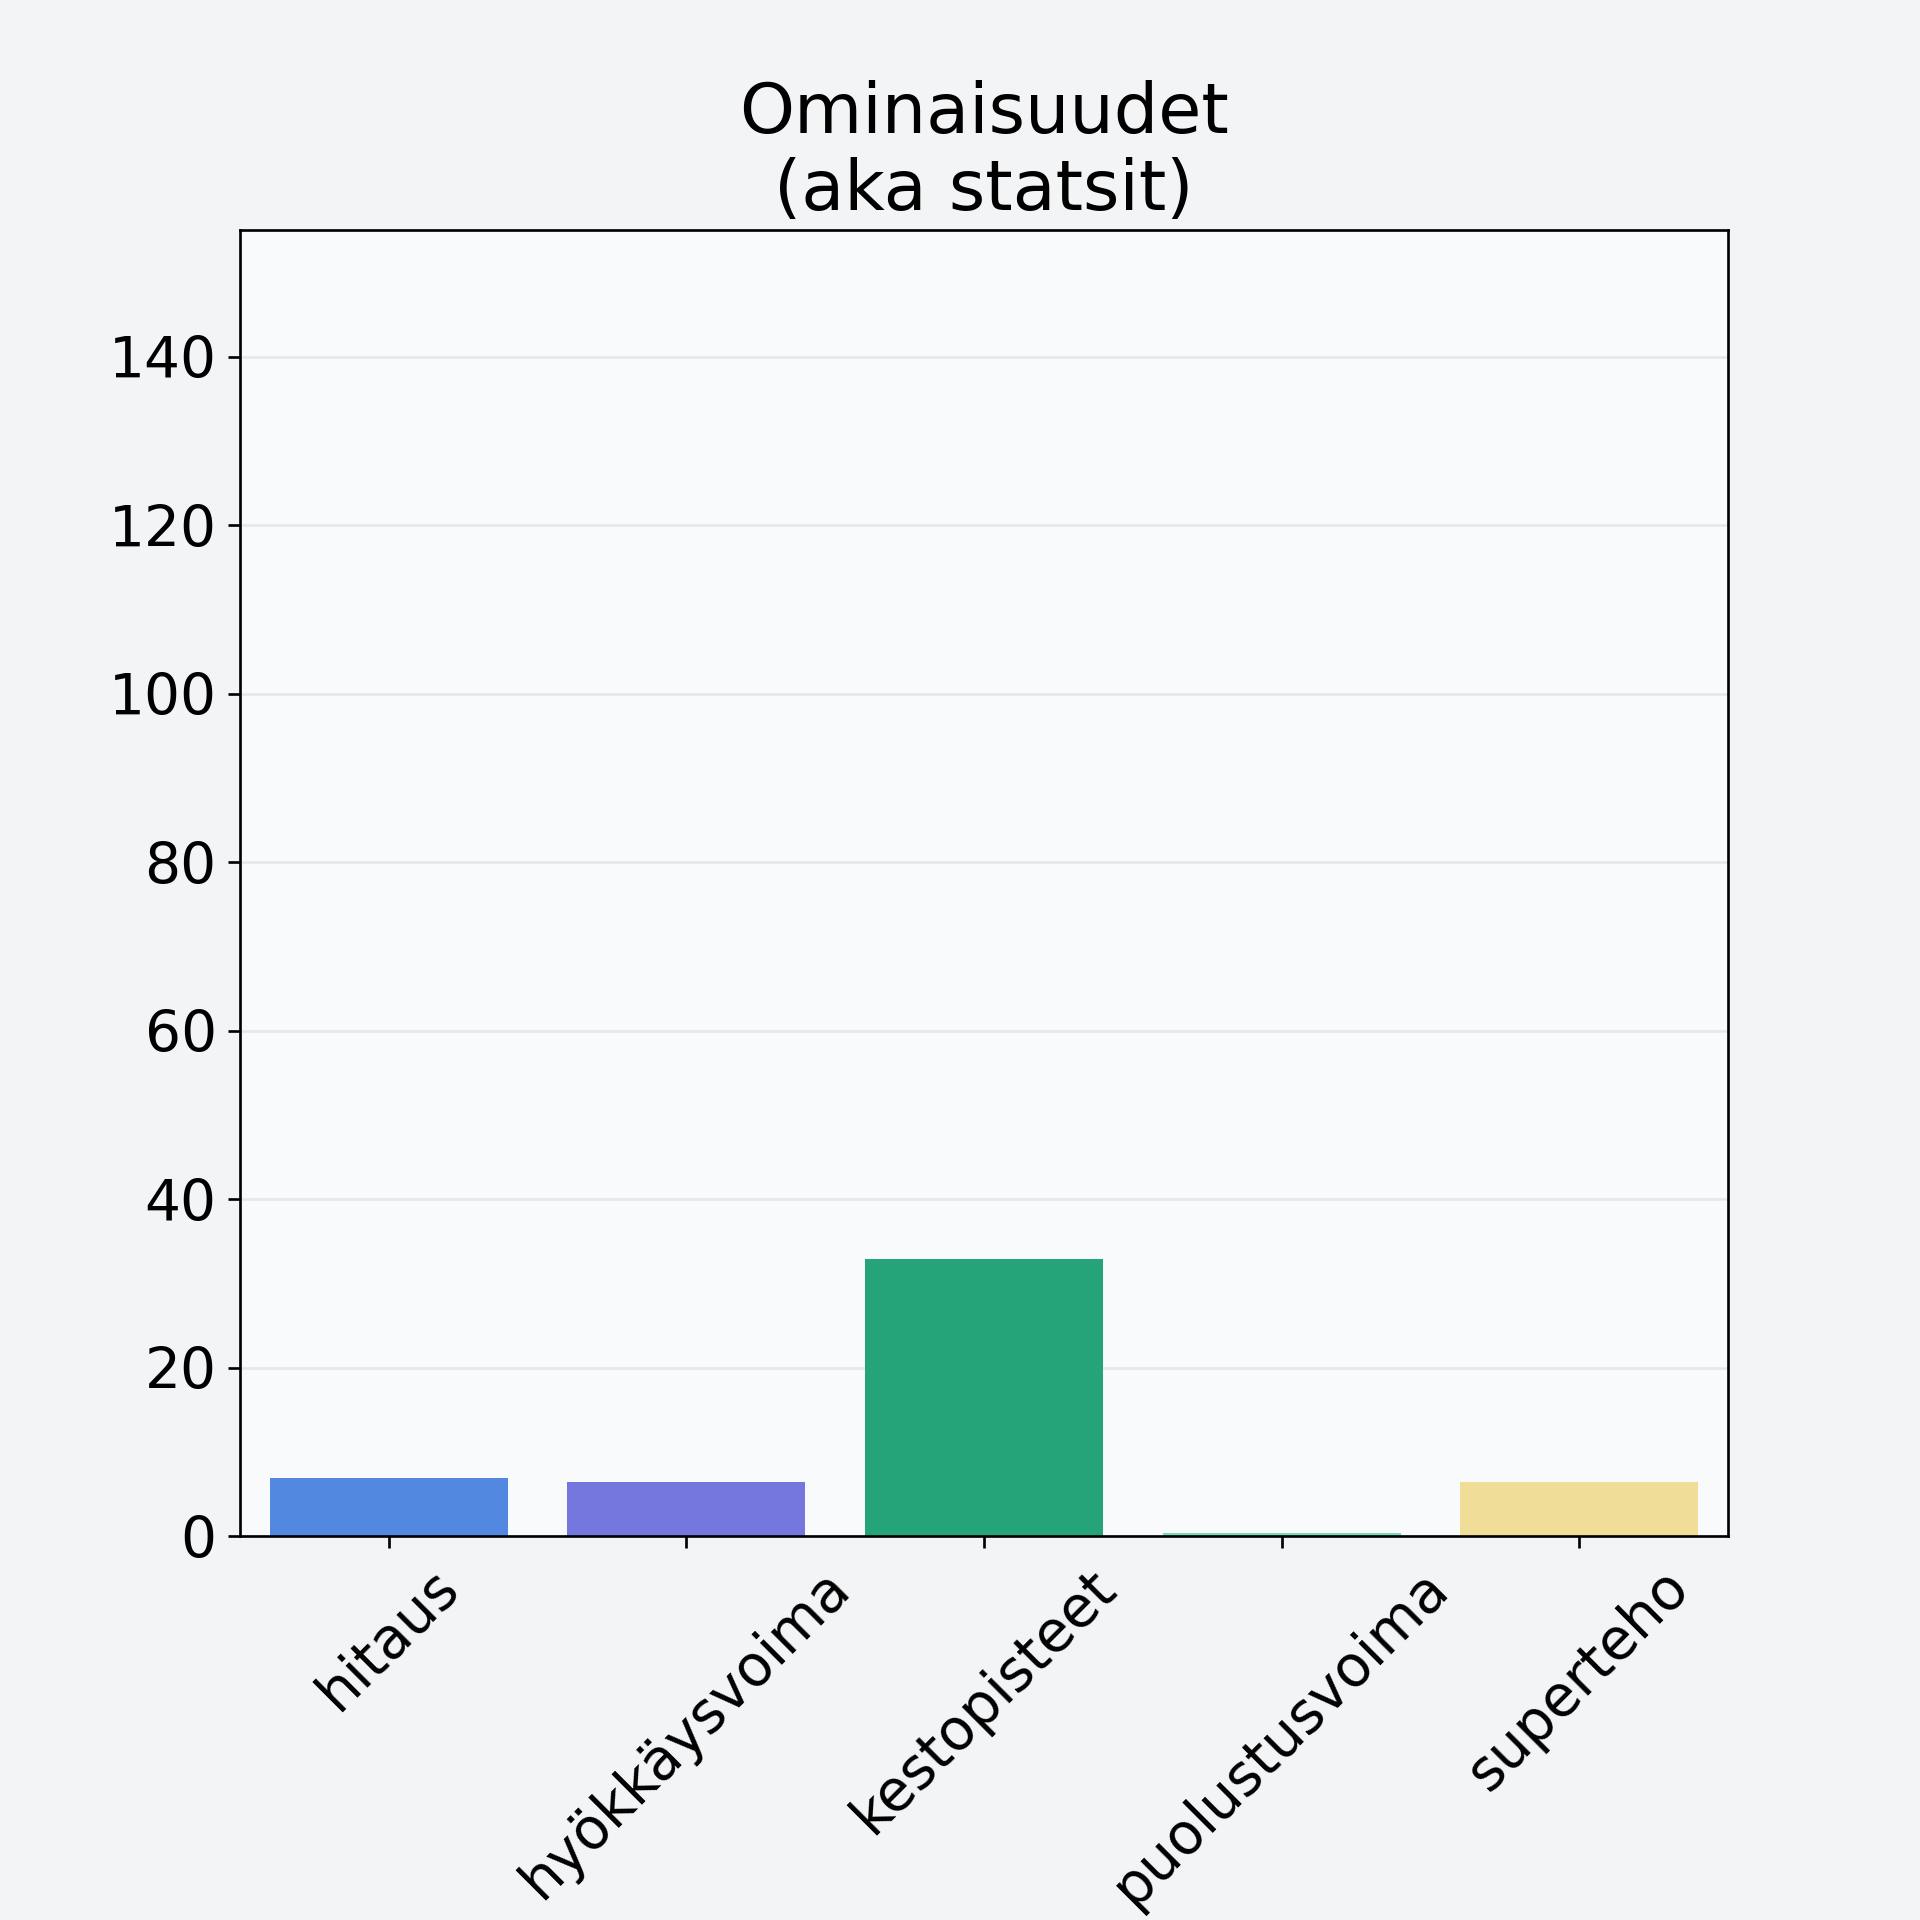 Ominaisuudet
(aka statsit)
140
120
100
80
60
40
20
0
hitaus
hyökkäysvoima
kestopisteet
puolustusvoima
superteho